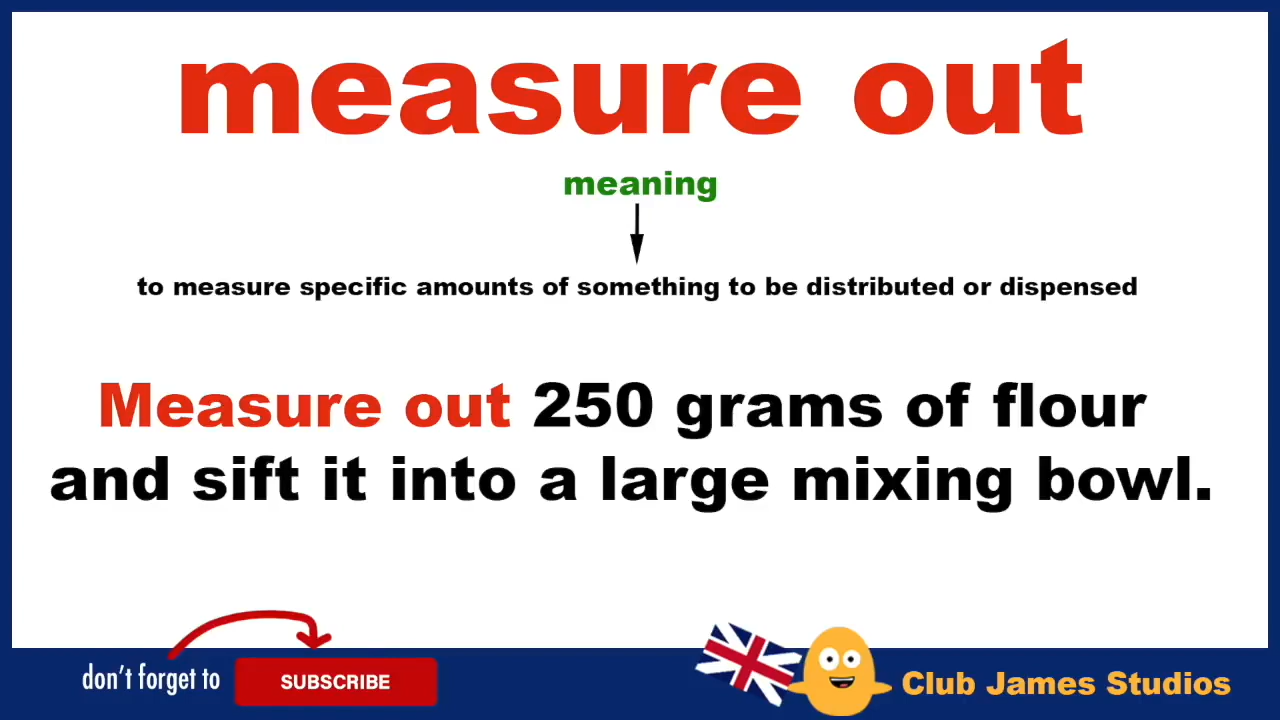 measure out
meaning
to measure specific amounts of something to be distributed or dispensed
Measure out 250 grams of flour
and sift it into a large mixing bowl.
don't forget to SUBSCRIBE
Club James Studios